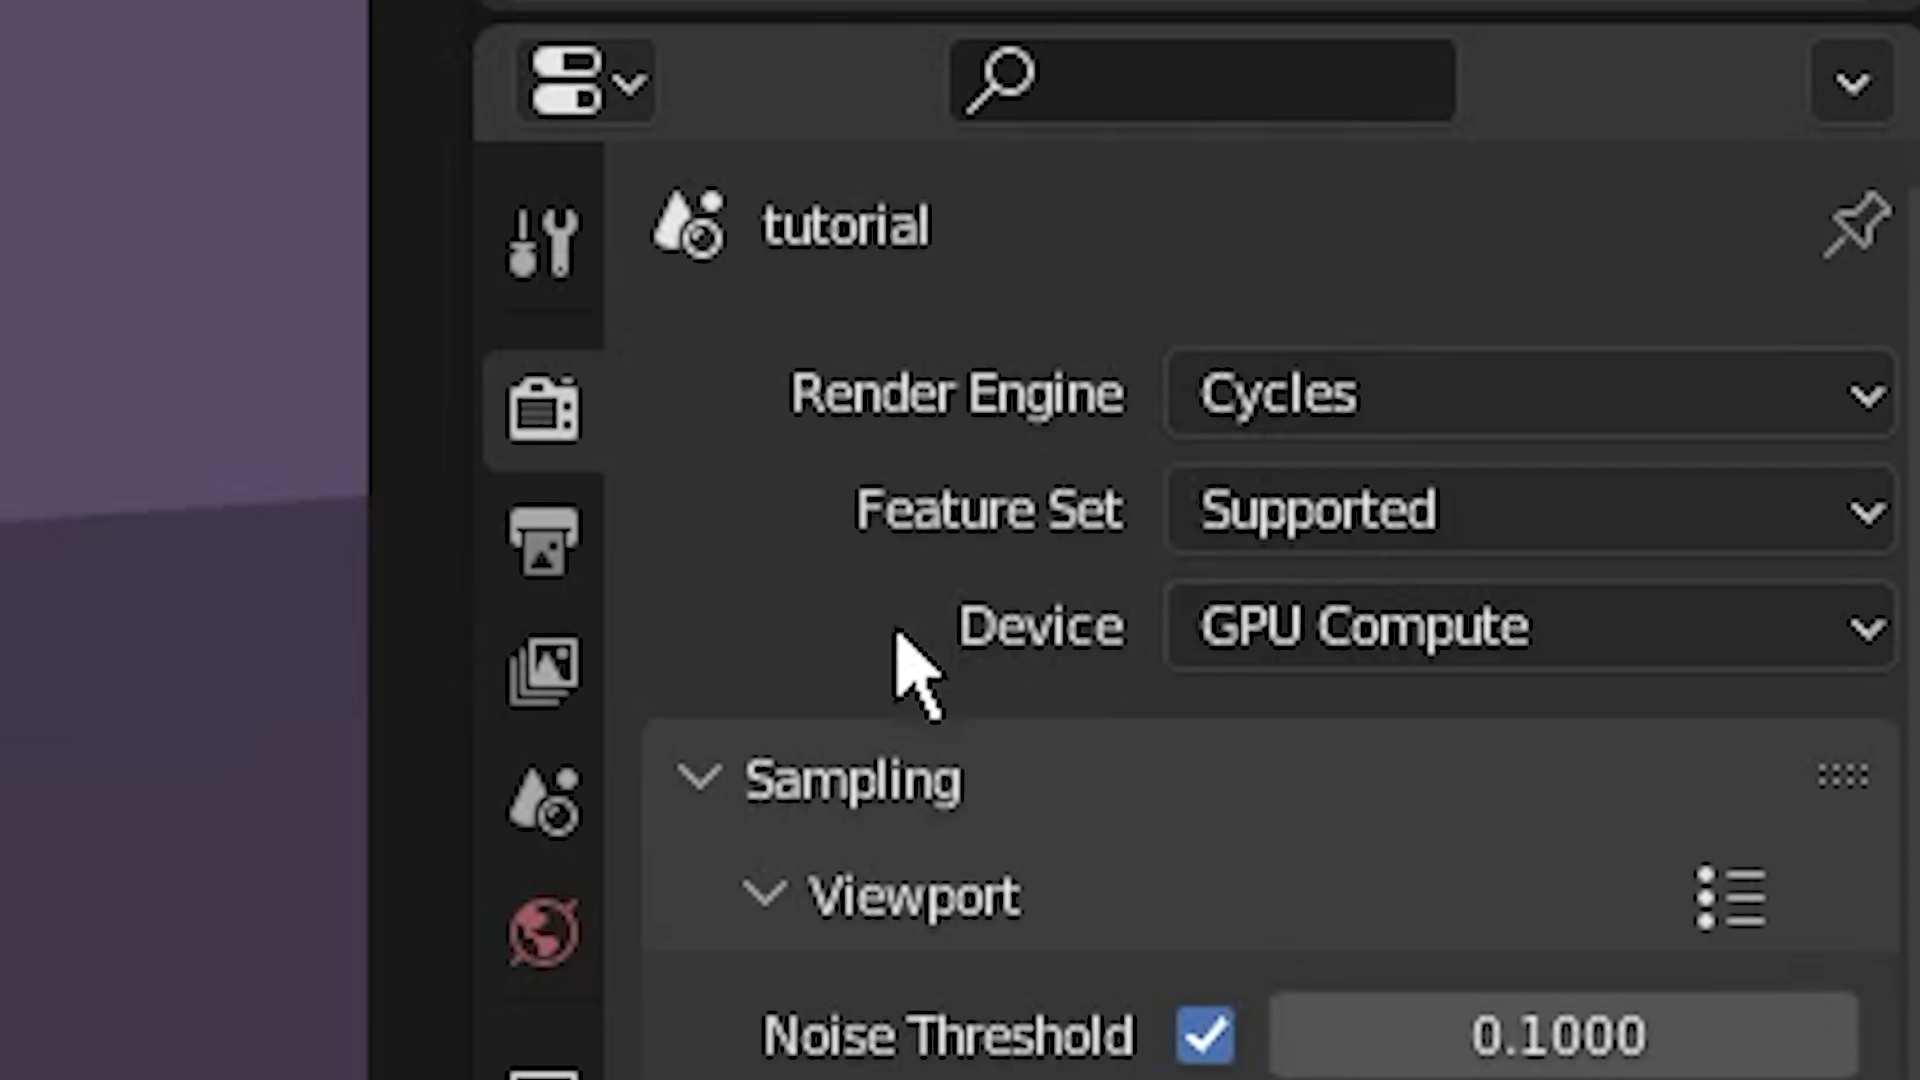 tutorial
Render Engine Cycles
Feature Set Supported
Device GPU Compute
Sampling
Viewport
Noise Threshold 0.1000